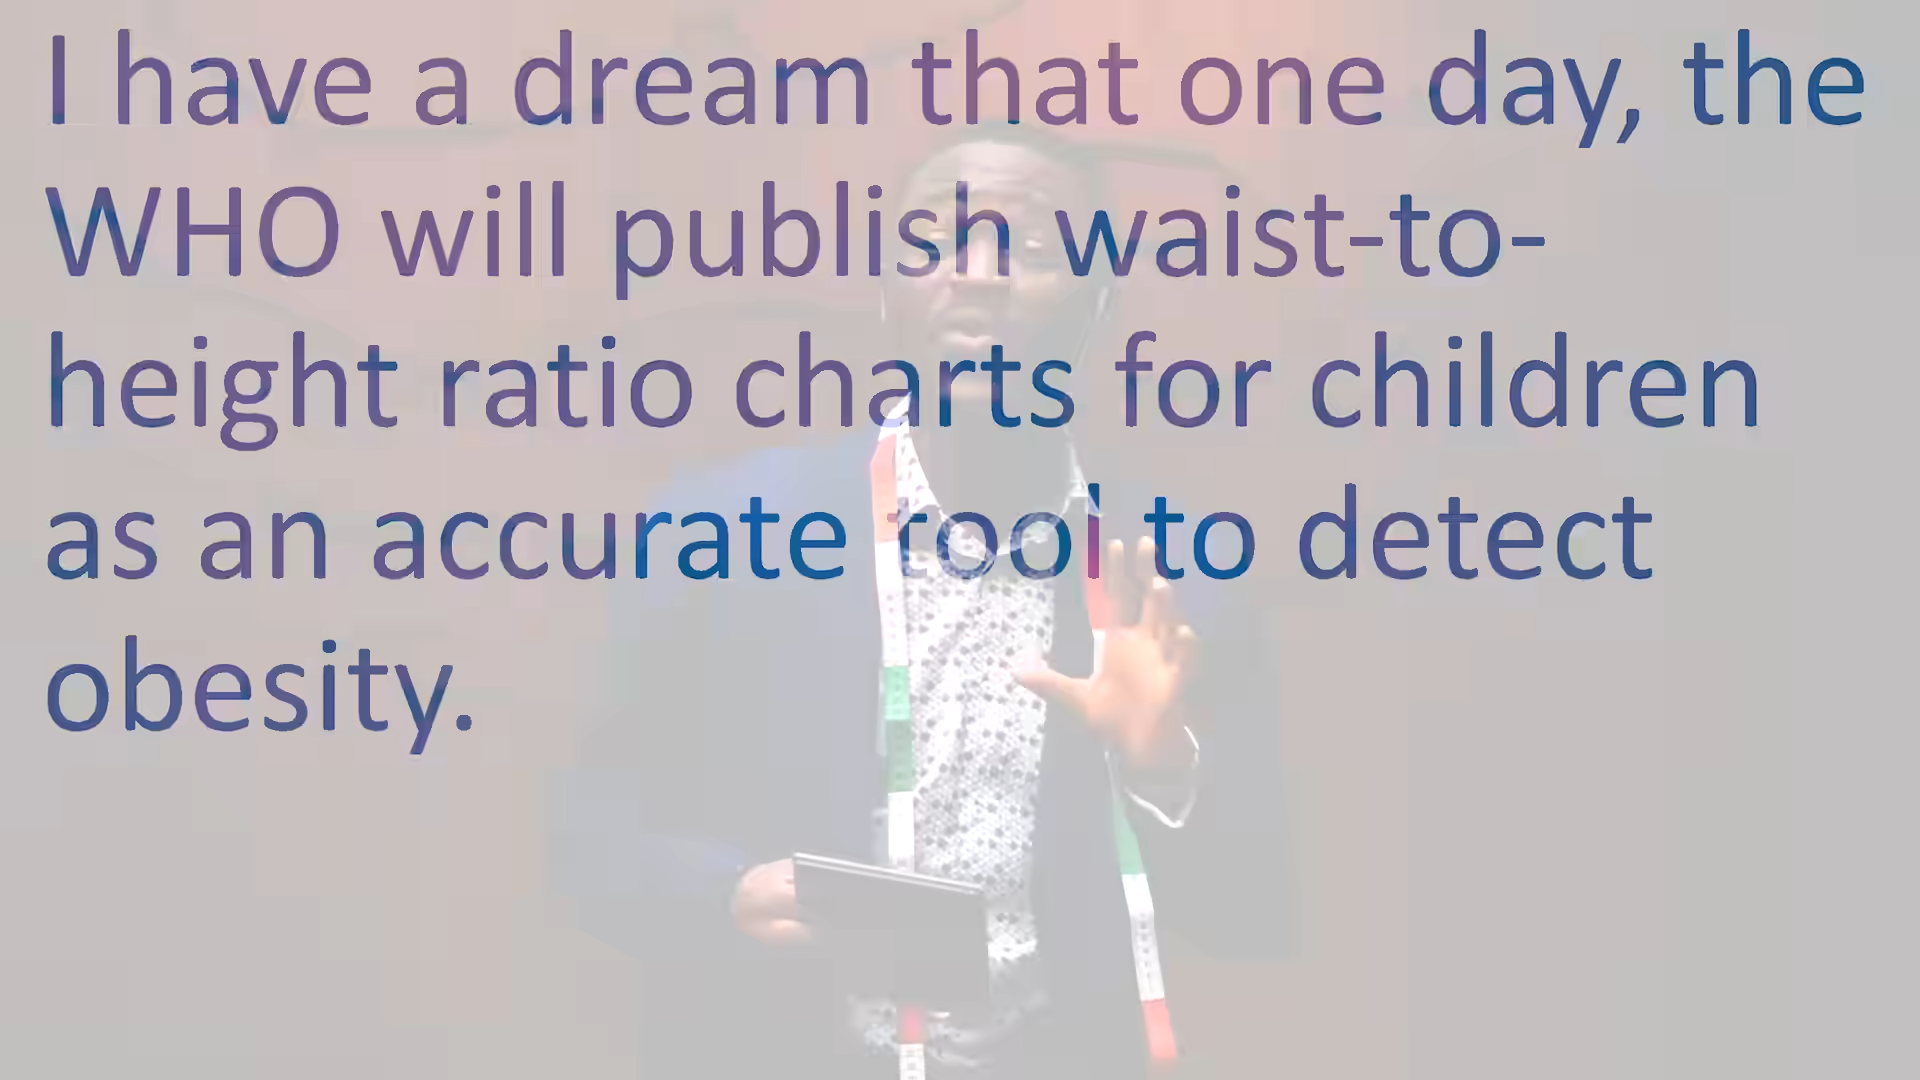 I have a dream that one day, the
WHO will publish waist-to-
height ratio charts for children
as an accurate tool to detect
obesity.